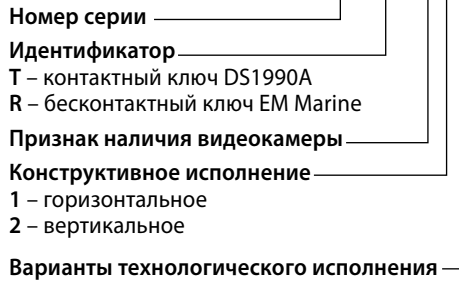 Номер серии
Идентификатор
T – контактный ключ DS1990A
R – бесконтактный ключ EM Marine
Признак наличия видеокамеры
Конструктивное исполнение
1 – горизонтальное
2 – вертикальное
Варианты технологического исполнения